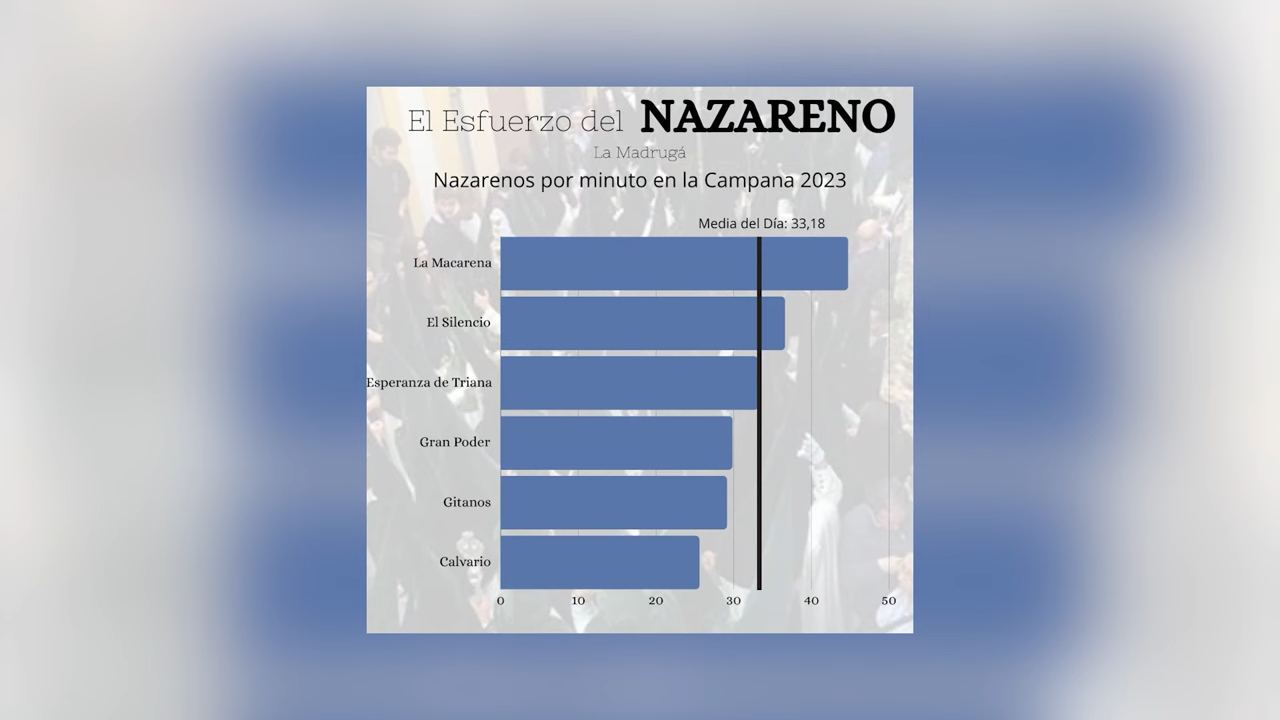 El Esfuerzo del NAZARENO
La Madrugá
Nazarenos por minuto en la Campana 2023
Media del Día: 33,18
La Macarena
El Silencio
Esperanza de Triana
Gran Poder
Gitanos
Calvario
0 10 20 30 40 50